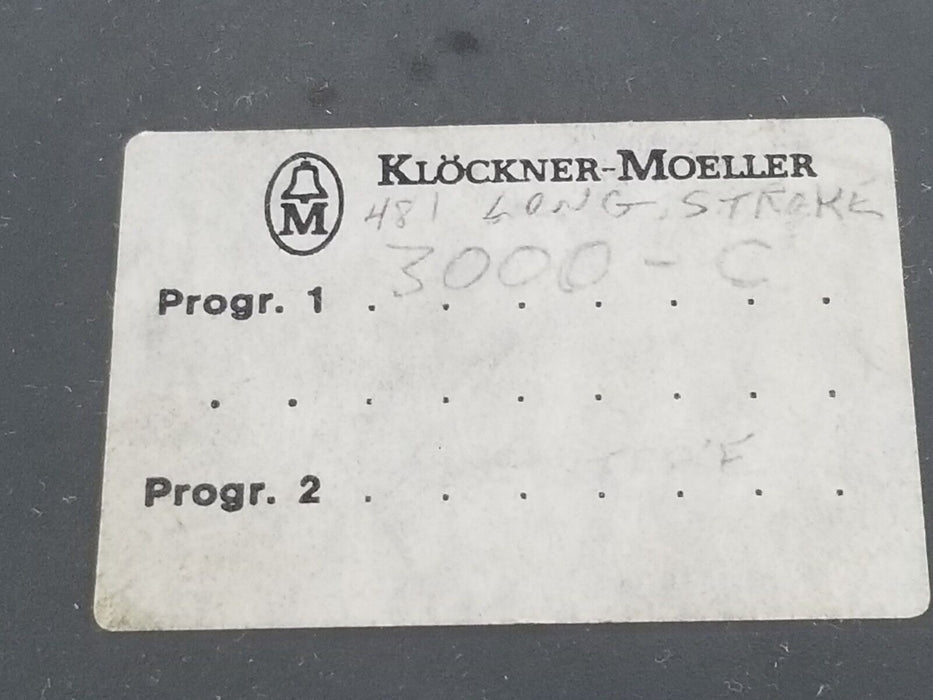 KLÖCKNER-MOELLER
M
481 LONG STROKE
3000-C
Progr. 1 . . . . . . .
. . . . . . . . .
Progr. 2 . . . . . . .